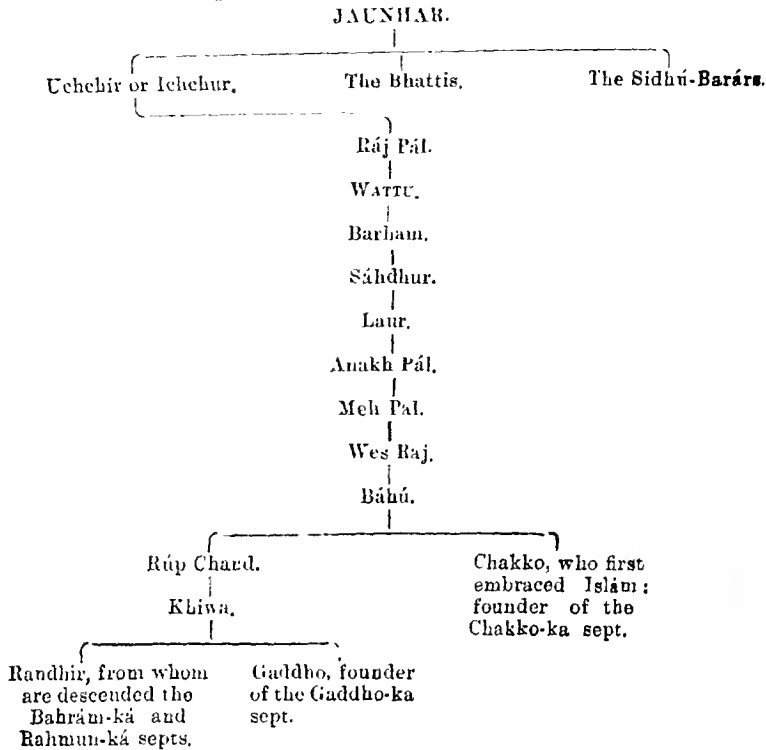 JAUNHAR.
Uchchir or Ichchur.
The Bhattis.
The Sidhú-Barárs.
Ráj Pál.
WATTU.
Barham.
Sáhdhur.
Laur.
Anakh Pál.
Meh Pal.
Wes Raj.
Báhú.
Rúp Chand.
Khiwa.
Chakko, who first
embraced Islám:
founder of the
Chakko-ka sept.
Randhir, from whom
are descended the
Bahrám-ká and
Rahmun-ká septs.
Gaddho, founder
of the Gaddho-ka
sept.